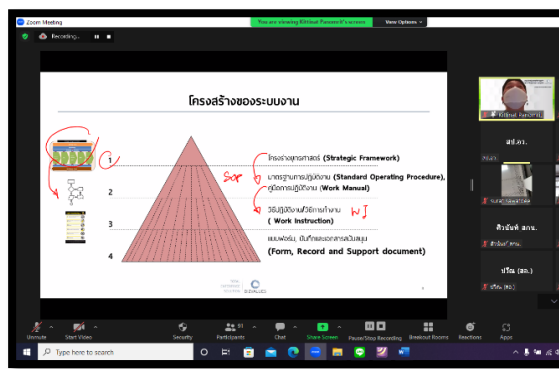 Zoom Meeting
You are viewing Kittinat Panomrit's screen
View Options
Recording...
โครงสร้างของระบบงาน
1
2
3
4
โครงร่างยุทธศาสตร์ (Strategic Framework)
SOP
มาตรฐานการปฏิบัติงาน (Standard Operating Procedure),
คู่มือการปฏิบัติงาน (Work Manual)
วิธีปฏิบัติงาน/วิธีการทำงาน
WI
( Work Instruction)
แบบฟอร์ม, บันทึกและเอกสารสนับสนุน
(Form, Record and Support document)
Unmute
Start Video
Security
Participants
Chat
Share Screen
Pause/Stop Recording
Breakout Rooms
Reactions
Apps
Type here to search